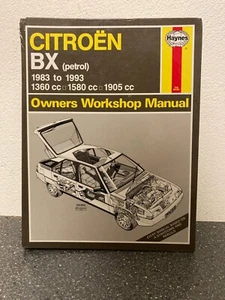 CITROËN
Haynes
BX (petrol)
1983 to 1993
1360 cc □ 1580 cc □ 1905 cc
Owners Workshop Manual